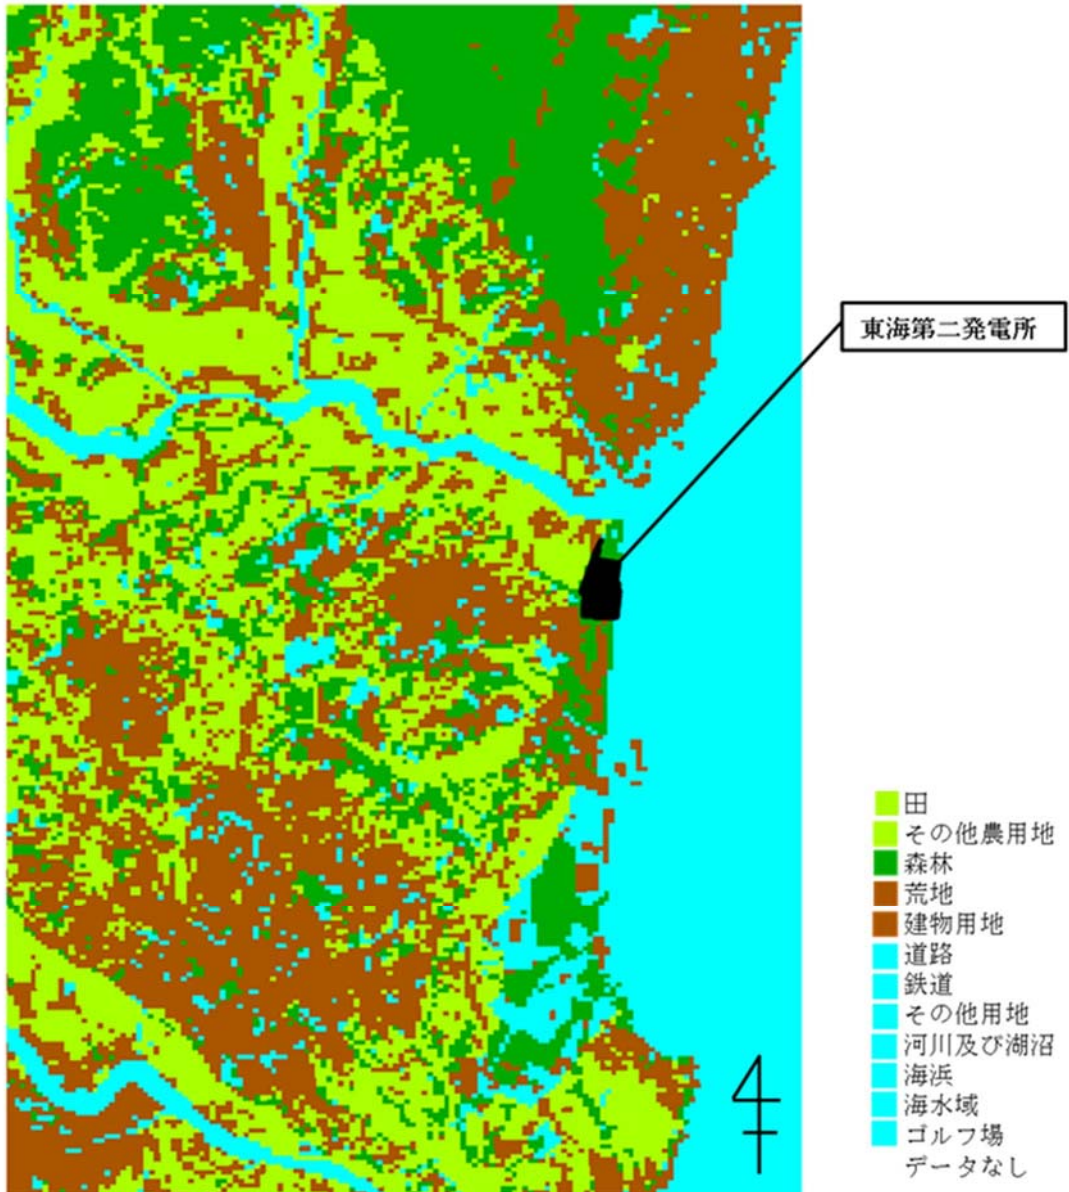 東海第二発電所
田
その他農用地
森林
荒地
建物用地
道路
鉄道
その他用地
河川及び湖沼
海浜
海水域
ゴルフ場
データなし